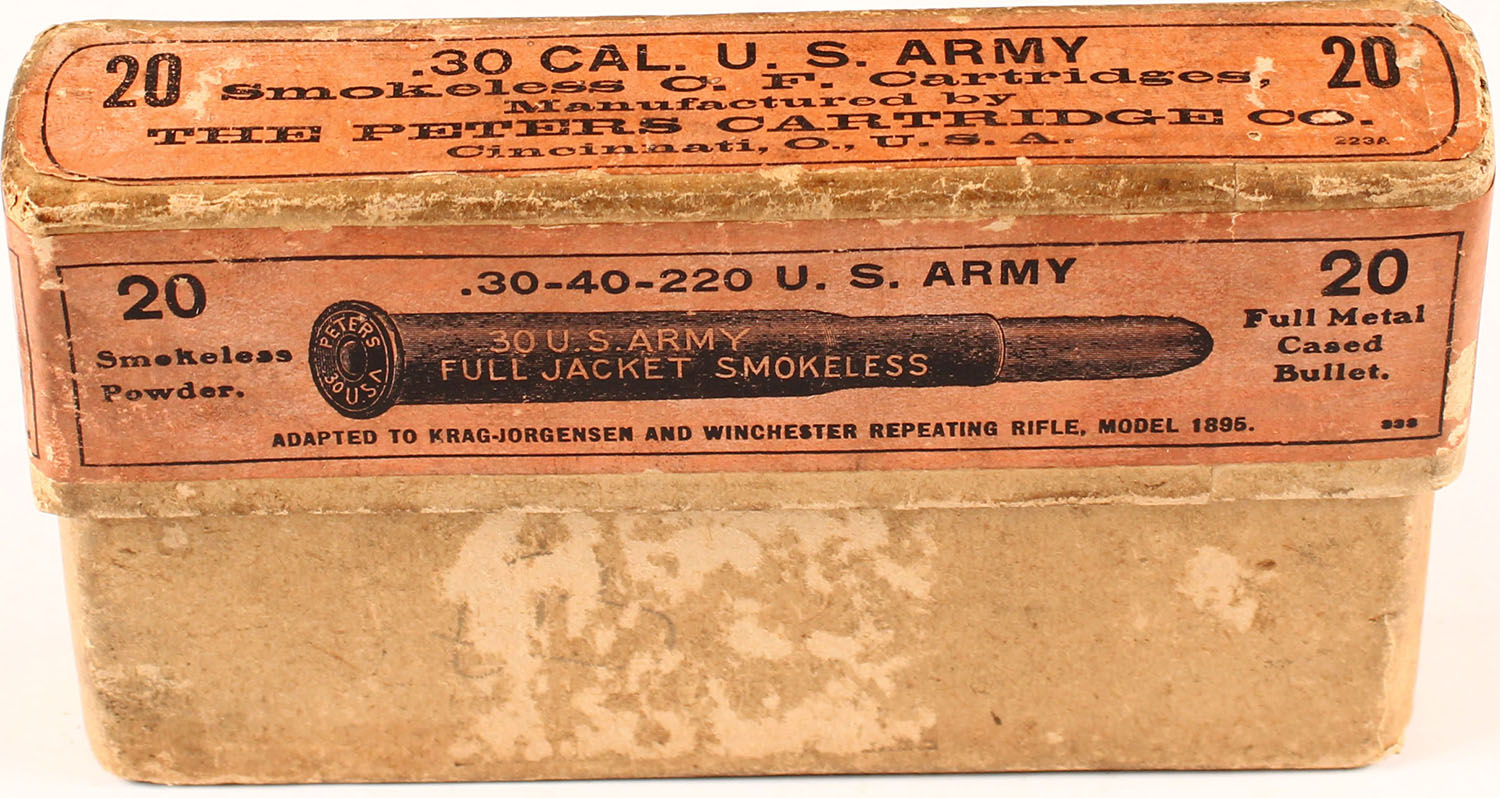 20 .30 CAL. U. S. ARMY 20
Smokeless C. F. Cartridges,
Manufactured by
THE PETERS CARTRIDGE CO.
Cincinnati, O., U. S. A.
223A
20 .30-40-220 U. S. ARMY 20
Smokeless
Powder.
PETERS
30 U.S.A
30 U.S. ARMY
FULL JACKET SMOKELESS
Full Metal
Cased
Bullet.
ADAPTED TO KRAG-JORGENSEN AND WINCHESTER REPEATING RIFLE, MODEL 1895.